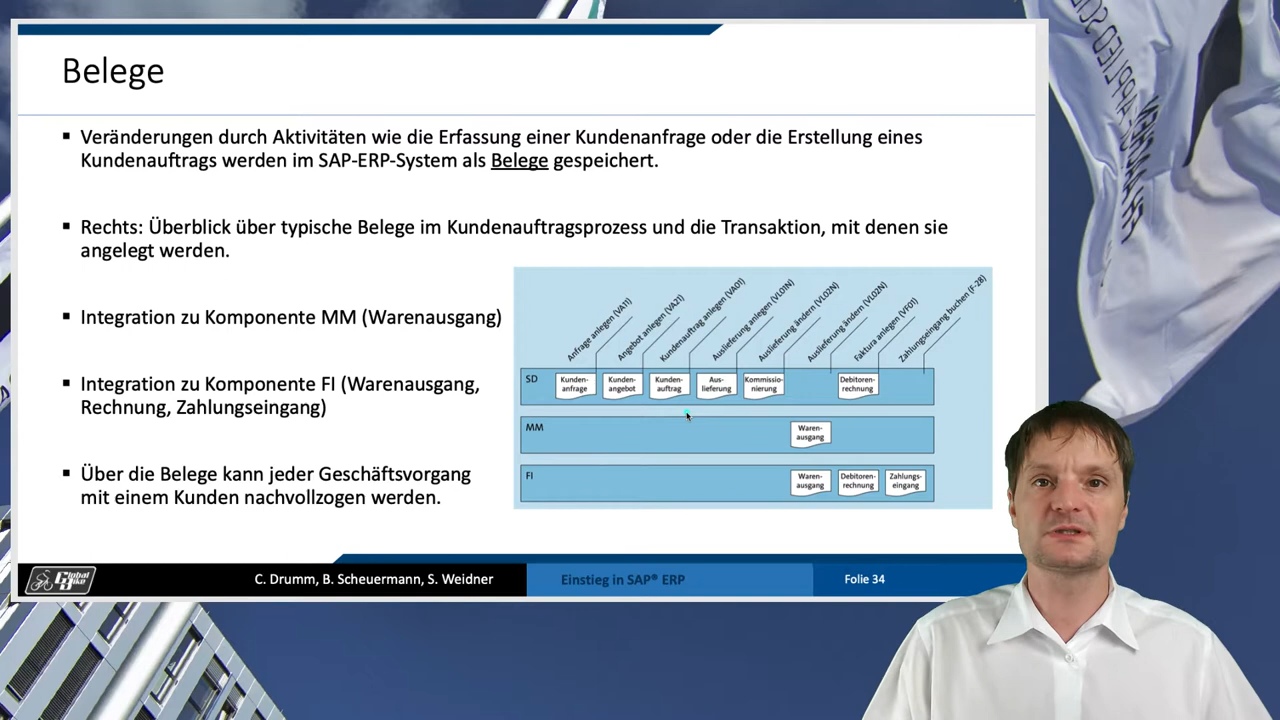 Belege
Veränderungen durch Aktivitäten wie die Erfassung einer Kundenanfrage oder die Erstellung eines
Kundenauftrags werden im SAP-ERP-System als Belege gespeichert.
Rechts: Überblick über typische Belege im Kundenauftragsprozess und die Transaktion, mit denen sie
angelegt werden.
Integration zu Komponente MM (Warenausgang)
Integration zu Komponente FI (Warenausgang,
Rechnung, Zahlungseingang)
Über die Belege kann jeder Geschäftsvorgang
mit einem Kunden nachvollzogen werden.
Anfrage anlegen (VA11)
Angebot anlegen (VA21)
Kundenauftrag anlegen (VA01)
Auslieferung anlegen (VL01N)
Auslieferung ändern (VL02N)
Auslieferung ändern (VL02N)
Faktura anlegen (VF01)
Zahlungseingang buchen (F-28)
SD
Kunden-
anfrage
Kunden-
angebot
Kunden-
auftrag
Aus-
lieferung
Kommissio-
nierung
Debitoren-
rechnung
MM
Waren-
ausgang
FI
Waren-
ausgang
Debitoren-
rechnung
Zahlungs-
eingang
Global
Bike
C. Drumm, B. Scheuermann, S. Weidner
Einstieg in SAP® ERP
Folie 34